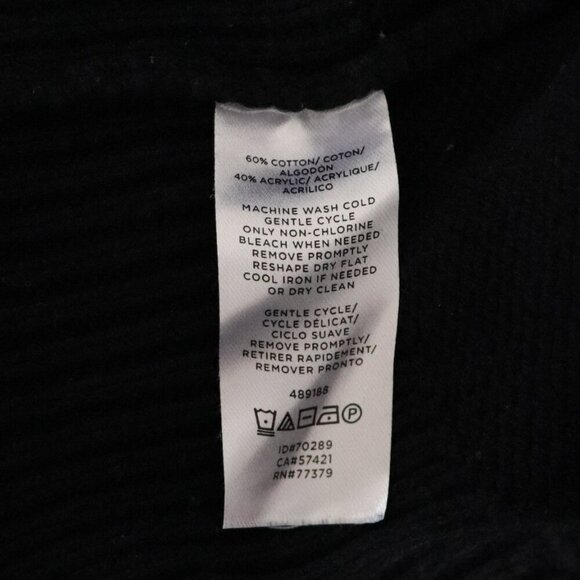 60% COTTON/ COTON/
ALGODÓN
40% ACRYLIC/ ACRYLIQUE/
ACRILICO
MACHINE WASH COLD
GENTLE CYCLE
ONLY NON-CHLORINE
BLEACH WHEN NEEDED
REMOVE PROMPTLY
RESHAPE DRY FLAT
COOL IRON IF NEEDED
OR DRY CLEAN
GENTLE CYCLE/
CYCLE DÉLICAT/
CICLO SUAVE
REMOVE PROMPTLY/
RETIRER RAPIDEMENT/
REMOVER PRONTO
489188
P
ID#70289
CA#57421
RN#77379